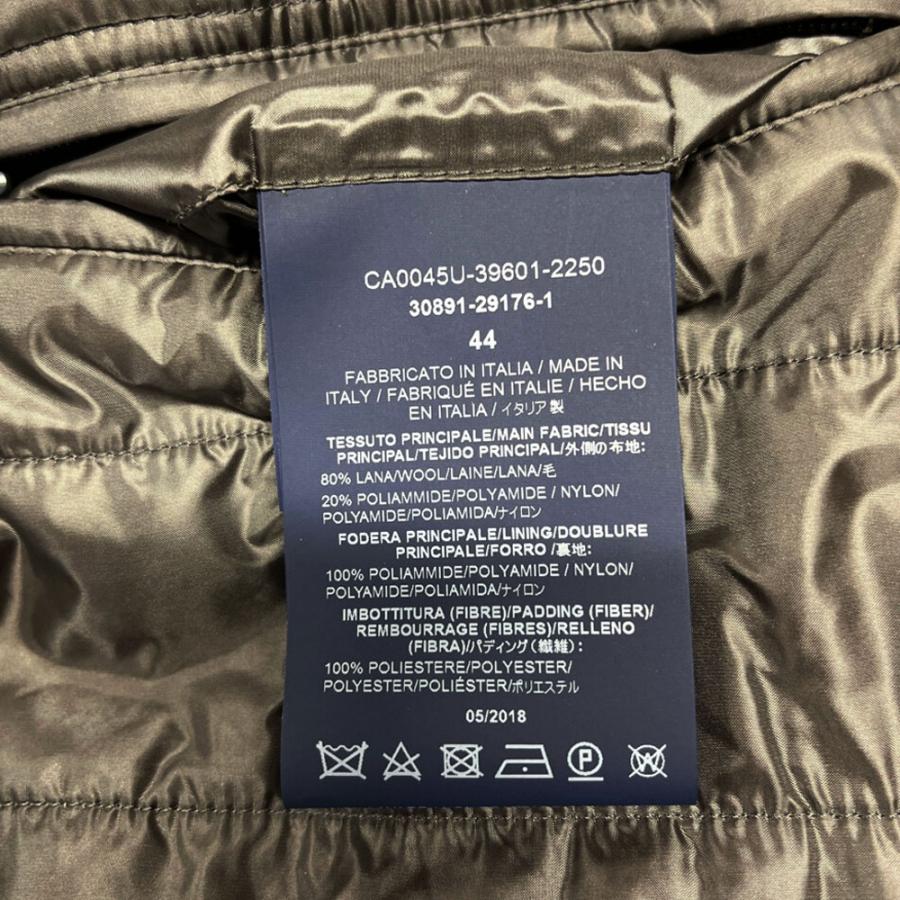 CA0045U-39601-2250
30891-29176-1
44
FABBRICATO IN ITALIA / MADE IN
ITALY / FABRIQUÉ EN ITALIE / HECHO
EN ITALIA / イタリア製
TESSUTO PRINCIPALE/MAIN FABRIC/TISSU
PRINCIPAL/TEJIDO PRINCIPAL/外側の布地:
80% LANA/WOOL/LAINE/LANA/毛
20% POLIAMMIDE/POLYAMIDE / NYLON/
POLYAMIDE/POLIAMIDA/ナイロン
FODERA PRINCIPALE/LINING/DOUBLURE
PRINCIPALE/FORRO /裏地:
100% POLIAMMIDE/POLYAMIDE / NYLON/
POLYAMIDE/POLIAMIDA/ナイロン
IMBOTTITURA (FIBRE)/PADDING (FIBER)/
REMBOURRAGE (FIBRES)/RELLENO
(FIBRA)/パディング(繊維):
100% POLIESTERE/POLYESTER/
POLYESTER/POLIÉSTER/ポリエステル
05/2018
P
W